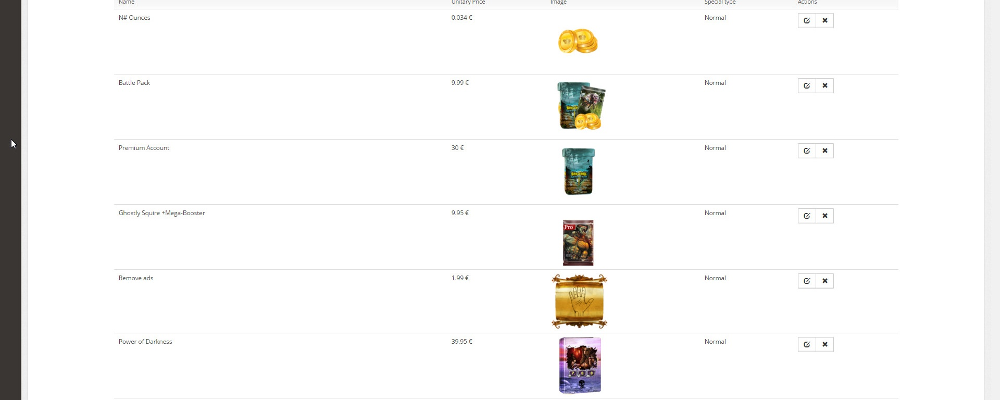 Name Unitary Price Image Special type Actions
N# Ounces 0.034 € Normal
Battle Pack 9.99 € Normal
Premium Account 30 € Normal
Ghostly Squire +Mega-Booster 9.95 € Normal
Pro
Remove ads 1.99 € Normal
Power of Darkness 39.95 € Normal